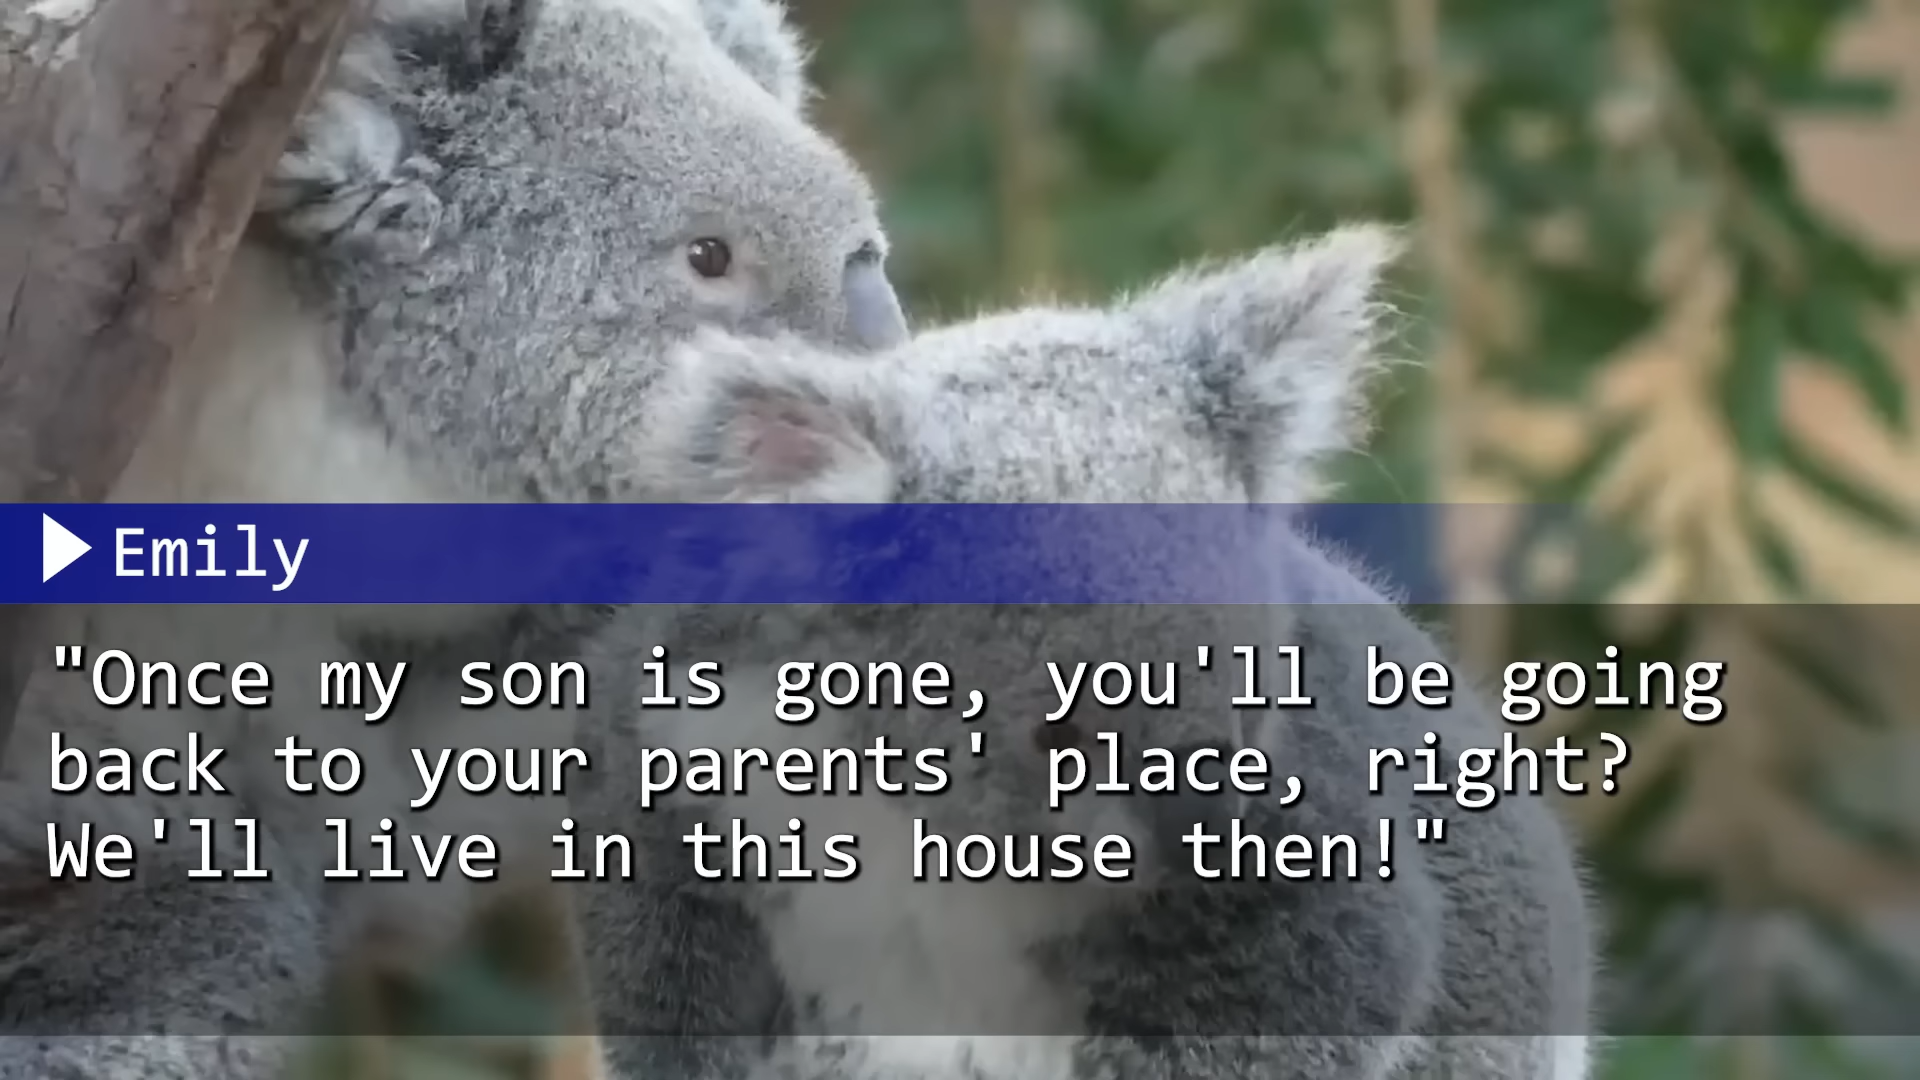 Emily
"Once my son is gone, you'll be going
back to your parents' place, right?
We'll live in this house then!"